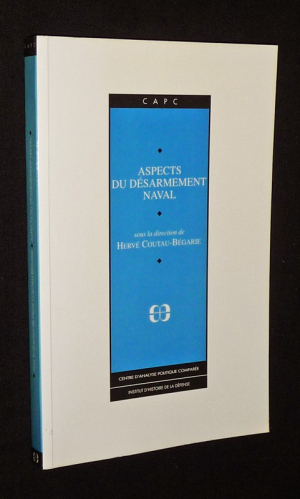 CAPC
ASPECTS
DU DÉSARMEMENT
NAVAL
sous la direction de
HERVÉ COUTAU-BÉGARIE
CENTRE D'ANALYSE POLITIQUE COMPARÉE
INSTITUT D'HISTOIRE DE LA DÉFENSE